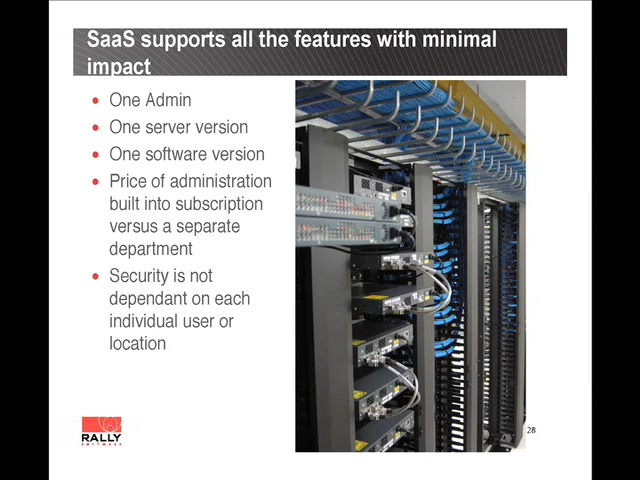 SaaS supports all the features with minimal
impact
One Admin
One server version
One software version
Price of administration
built into subscription
versus a separate
department
Security is not
dependant on each
individual user or
location
RALLY
SOFTWARE
28